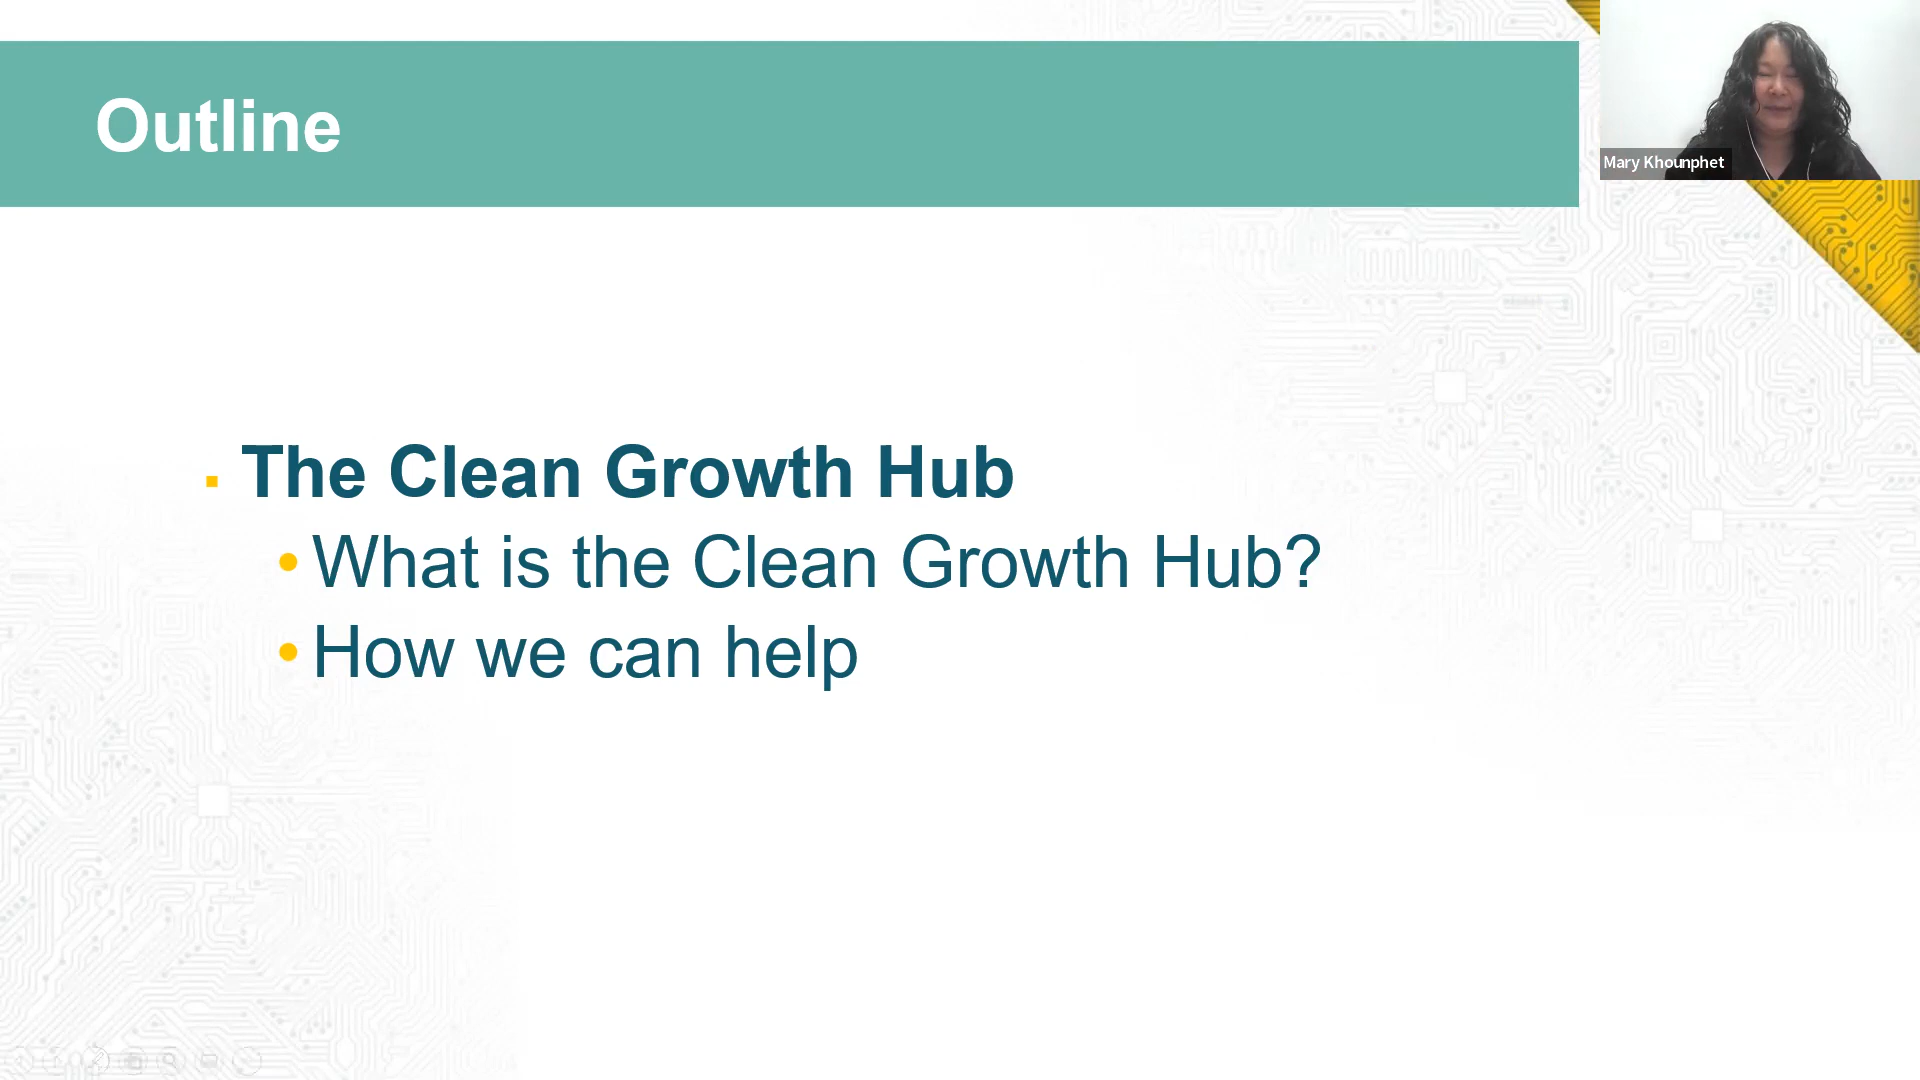 Outline
Mary Khounphet
The Clean Growth Hub
What is the Clean Growth Hub?
How we can help